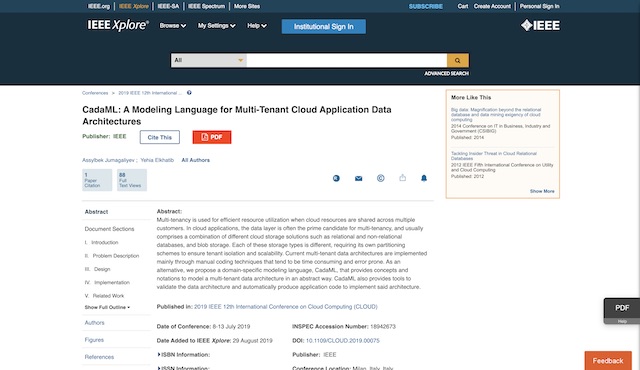 IEEE.org
IEEE Xplore
IEEE-SA
IEEE Spectrum
More Sites
SUBSCRIBE
Cart
Create Account
Personal Sign In
IEEE Xplore®
Browse
My Settings
Help
Institutional Sign In
IEEE
All
ADVANCED SEARCH
Conferences > 2019 IEEE 12th International ...
CadaML: A Modeling Language for Multi-Tenant Cloud Application Data
Architectures
Publisher: IEEE
Cite This
PDF
Assylbek Jumagaliyev ; Yehia Elkhatib All Authors
1
Paper
Citation
88
Full
Text Views
More Like This
Big data: Magnification beyond the relational
database and data mining exigency of cloud
computing
2014 Conference on IT in Business, Industry and
Government (CSIBIG)
Published: 2014
Tackling Insider Threat in Cloud Relational
Databases
2012 IEEE Fifth International Conference on Utility
and Cloud Computing
Published: 2012
Show More
Abstract
Document Sections
I. Introduction
II. Problem Description
III. Design
IV. Implementation
V. Related Work
Show Full Outline
Authors
Figures
References
Abstract:
Multi-tenancy is used for efficient resource utilization when cloud resources are shared across multiple
customers. In cloud applications, the data layer is often the prime candidate for multi-tenancy, and usually
comprises a combination of different cloud storage solutions such as relational and non-relational
databases, and blob storage. Each of these storage types is different, requiring its own partitioning
schemes to ensure tenant isolation and scalability. Current multi-tenant data architectures are implemented
mainly through manual coding techniques that tend to be time consuming and error prone. As an
alternative, we propose a domain-specific modeling language, CadaML, that provides concepts and
notations to model a multi-tenant data architecture in an abstract way. CadaML also provides tools to
validate the data architecture and automatically produce application code to implement said architecture.
Published in: 2019 IEEE 12th International Conference on Cloud Computing (CLOUD)
Date of Conference: 8-13 July 2019
INSPEC Accession Number: 18942673
Date Added to IEEE Xplore: 29 August 2019
DOI: 10.1109/CLOUD.2019.00075
ISBN Information:
Publisher: IEEE
ISSN Information:
Conference Location: Milan, Italy, Italy
PDF
Help
Feedback